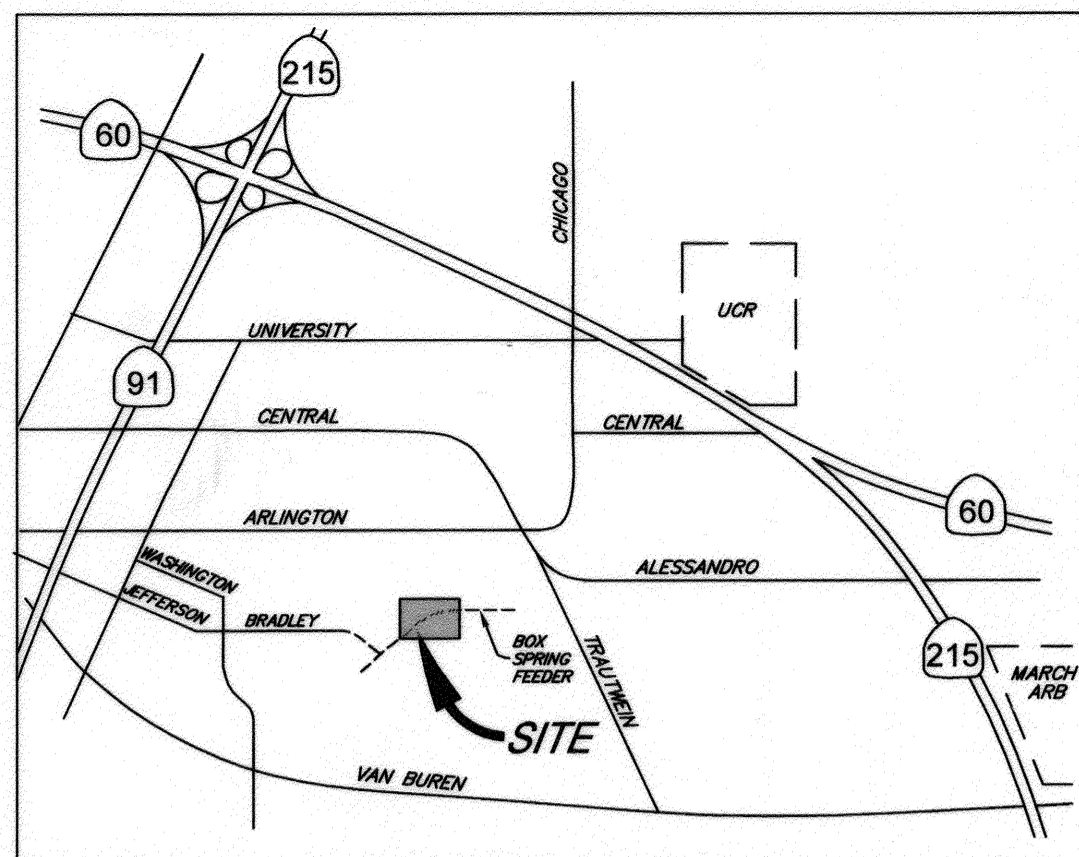 215
60
CHICAGO
UCR
UNIVERSITY
91
CENTRAL
CENTRAL
60
ARLINGTON
WASHINGTON
ALESSANDRO
JEFFERSON
BRADLEY
BOX
SPRING
FEEDER
TRAUTWEIN
215
MARCH
ARB
SITE
VAN BUREN